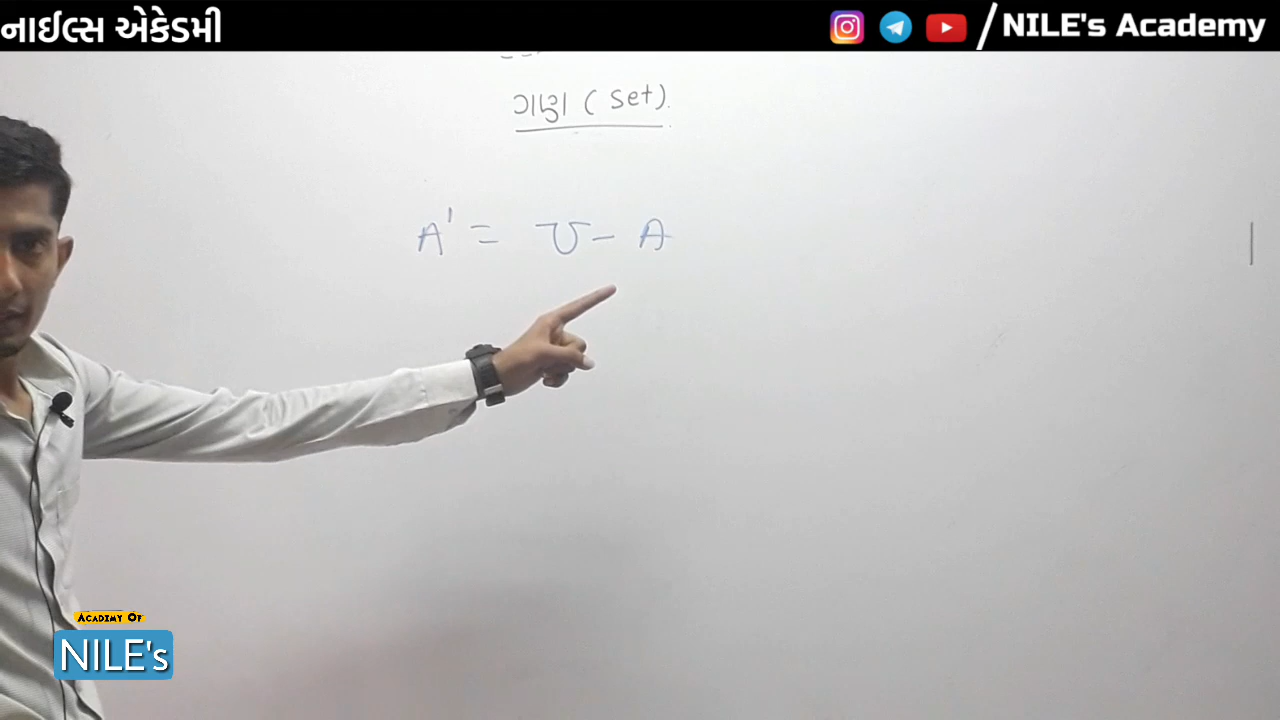 નાઈલ્સ એકેડમી
/NILE's Academy
ગણ (Set).
A' = U - A
ACADEMY OF
NILE's